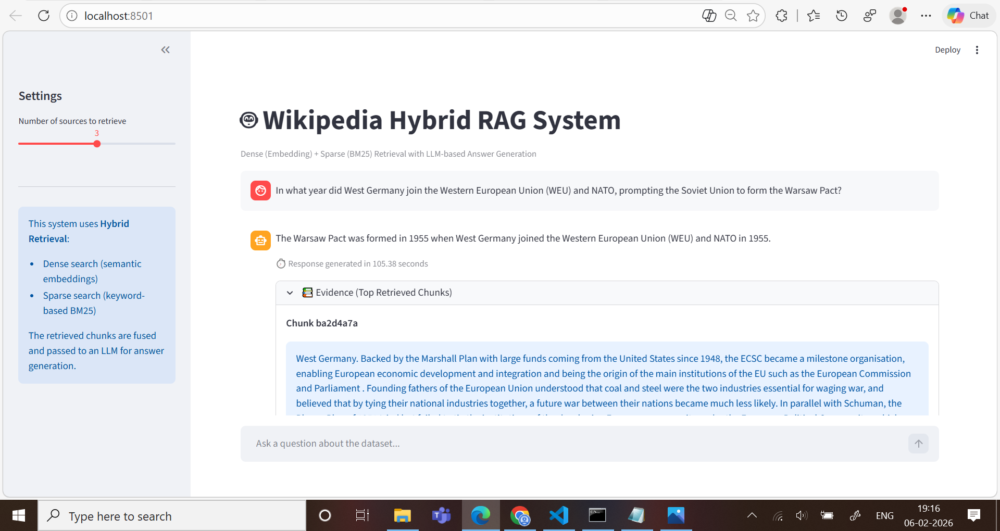 localhost:8501
Chat
Deploy
Settings
Number of sources to retrieve
3
This system uses Hybrid
Retrieval:
• Dense search (semantic
embeddings)
• Sparse search (keyword-
based BM25)
The retrieved chunks are fused
and passed to an LLM for answer
generation.
Wikipedia Hybrid RAG System
Dense (Embedding) + Sparse (BM25) Retrieval with LLM-based Answer Generation
In what year did West Germany join the Western European Union (WEU) and NATO, prompting the Soviet Union to form the Warsaw Pact?
The Warsaw Pact was formed in 1955 when West Germany joined the Western European Union (WEU) and NATO in 1955.
Response generated in 105.38 seconds
Evidence (Top Retrieved Chunks)
Chunk ba2d4a7a
West Germany. Backed by the Marshall Plan with large funds coming from the United States since 1948, the ECSC became a milestone organisation,
enabling European economic development and integration and being the origin of the main institutions of the EU such as the European Commission
and Parliament . Founding fathers of the European Union understood that coal and steel were the two industries essential for waging war, and
believed that by tying their national industries together, a future war between their nations became much less likely. In parallel with Schuman, the
Ask a question about the dataset...
Type here to search
ENG
19:16
06-02-2026